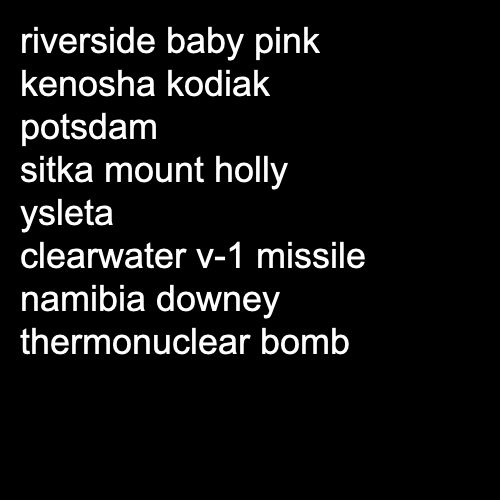 riverside baby pink
kenosha kodiak
potsdam
sitka mount holly
ysleta
clearwater v-1 missile
namibia downey
thermonuclear bomb